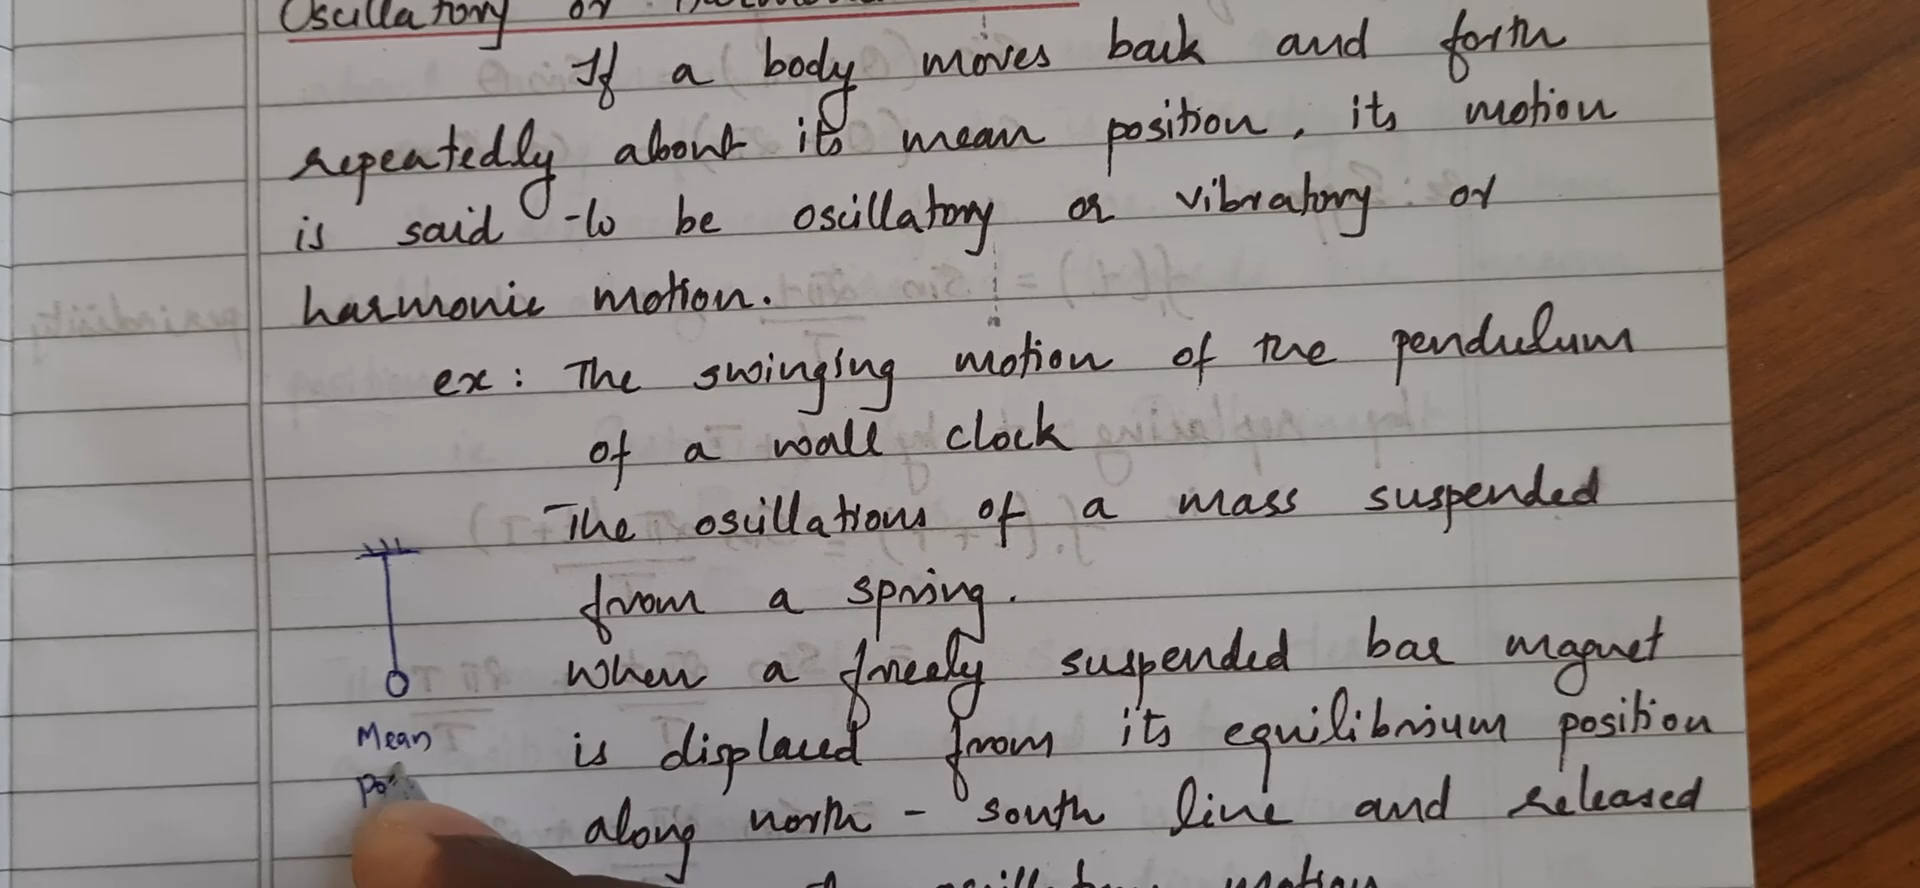 Oscillatory or
If a body moves back and forth
repeatedly about its mean position, its motion
is said to be oscillatory or vibratory or
harmonic motion.
ex: The swinging motion of the pendulum
of a wall clock
The oscillations of a mass suspended
from a spring.
When a freely suspended bar magnet
is displaced from its equilibrium position
along north - south line and released
motion
Mean